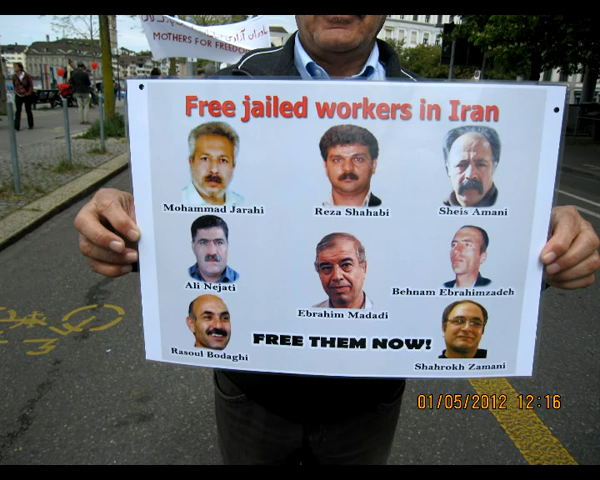 MOTHERS FOR FREEDOM
Free jailed workers in Iran
Mohammad Jarahi
Reza Shahabi
Sheis Amani
Ali Nejati
Ebrahim Madadi
Behnam Ebrahimzadeh
Rasoul Bodaghi
FREE THEM NOW!
Shahrokh Zamani
01/05/2012 12:16